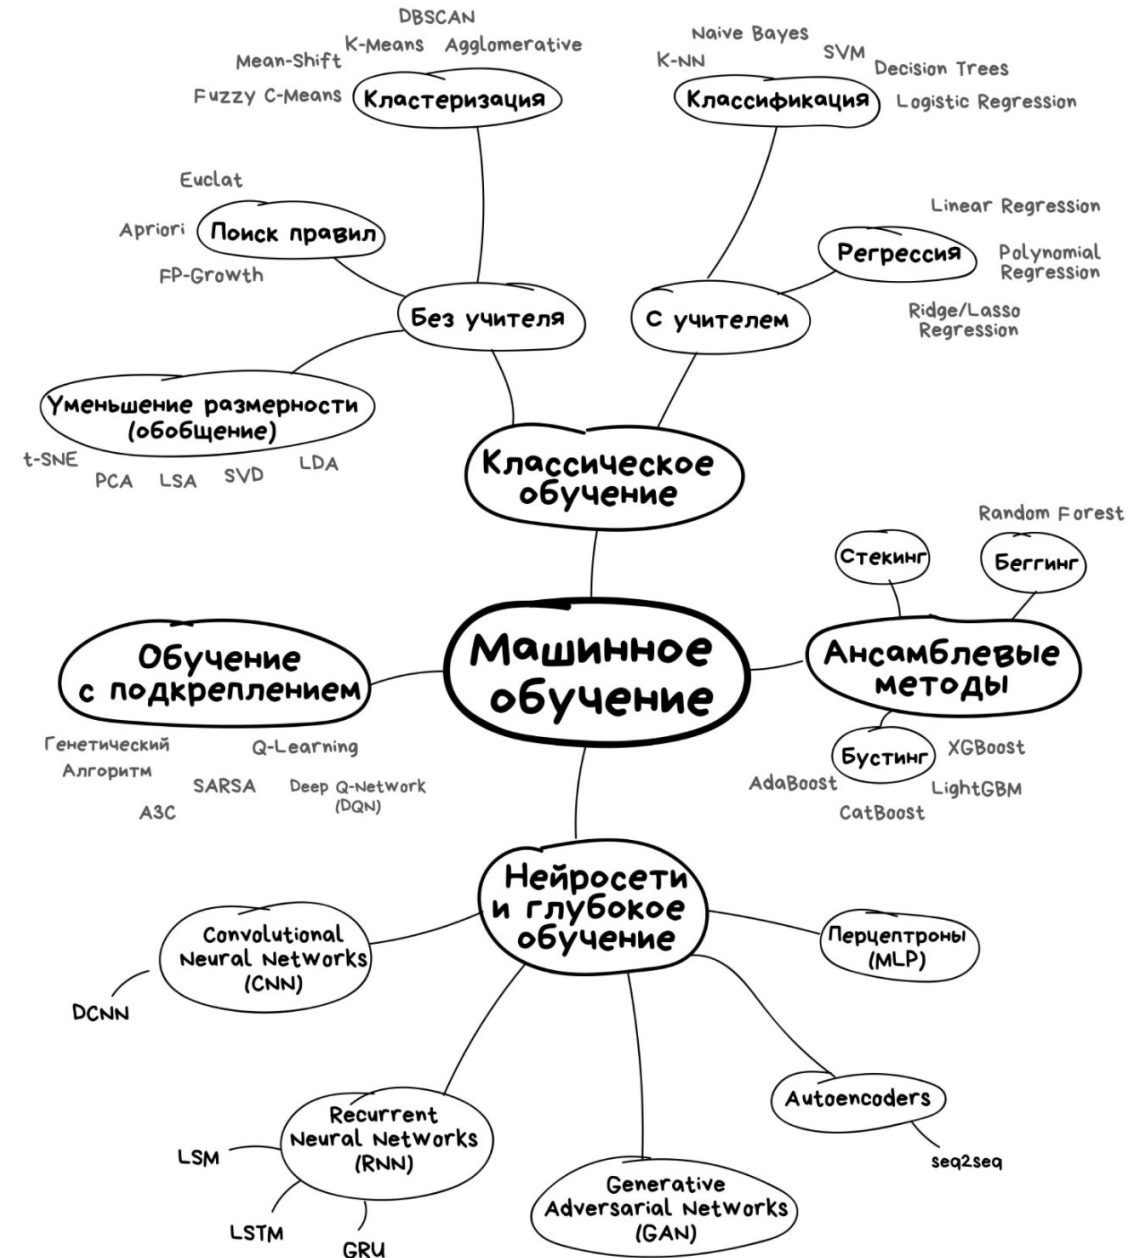 DBSCAN
K-Means
Agglomerative
Mean-Shift
Fuzzy C-Means
Кластеризация
Naive Bayes
K-NN
SVM
Decision Trees
Классификация
Logistic Regression
Euclat
Apriori
Поиск правил
FP-Growth
Linear Regression
Регрессия
Polynomial
Regression
Ridge/Lasso
Regression
Без учителя
С учителем
Уменьшение размерности
(обобщение)
t-SNE
PCA
LSA
SVD
LDA
Классическое
обучение
Random Forest
Стекинг
Беггинг
Машинное
обучение
Обучение
с подкреплением
Ансамблевые
методы
Генетический
Алгоритм
Q-Learning
SARSA
Deep Q-Network
(DQN)
A3C
Бустинг
XGBoost
AdaBoost
LightGBM
CatBoost
Нейросети
и глубокое
обучение
Convolutional
Neural Networks
(CNN)
DCNN
Перцептроны
(MLP)
Autoencoders
seq2seq
Recurrent
Neural Networks
(RNN)
LSM
LSTM
GRU
Generative
Adversarial Networks
(GAN)